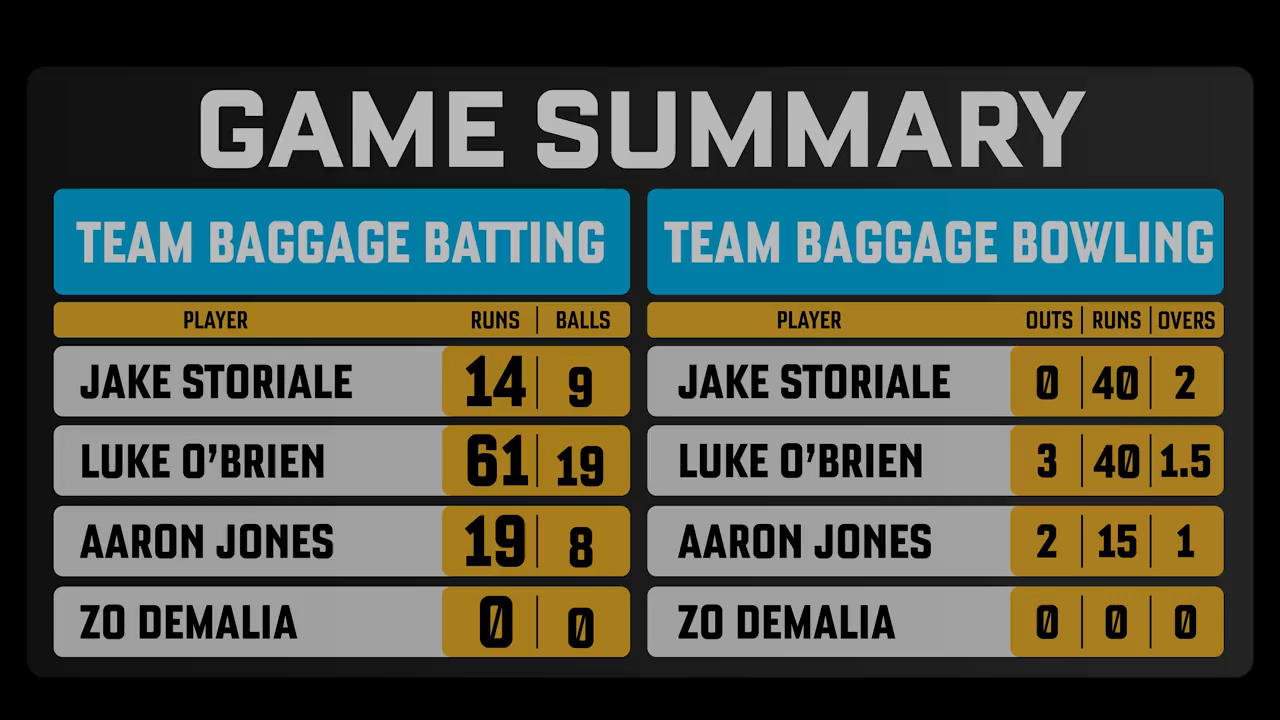 GAME SUMMARY
TEAM BAGGAGE BATTING
PLAYER RUNS BALLS
JAKE STORIALE 14 9
LUKE O’BRIEN 61 19
AARON JONES 19 8
ZO DEMALIA 0 0
TEAM BAGGAGE BOWLING
PLAYER OUTS RUNS OVERS
JAKE STORIALE 0 40 2
LUKE O’BRIEN 3 40 1.5
AARON JONES 2 15 1
ZO DEMALIA 0 0 0